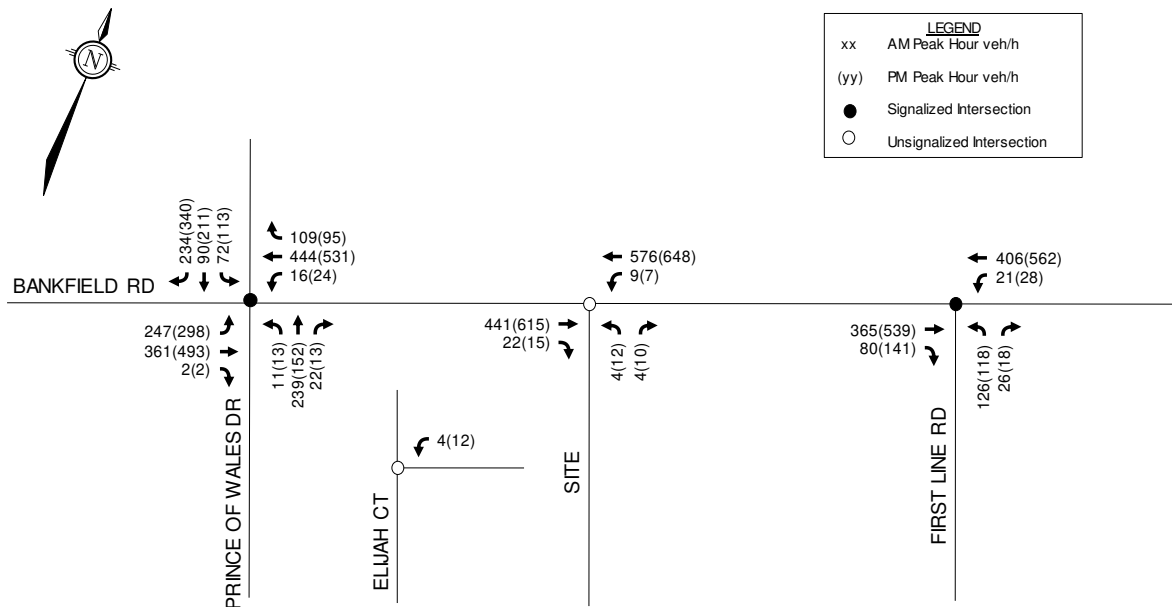 LEGEND
xx AM Peak Hour veh/h
(yy) PM Peak Hour veh/h
Signalized Intersection
Unsignalized Intersection
N
234(340)
90(211)
72(113)
109(95)
444(531)
16(24)
BANKFIELD RD
247(298)
361(493)
2(2)
11(13)
239(152)
22(13)
PRINCE OF WALES DR
4(12)
ELIJAH CT
576(648)
9(7)
441(615)
22(15)
4(12)
4(10)
SITE
406(562)
21(28)
365(539)
80(141)
126(118)
26(18)
FIRST LINE RD